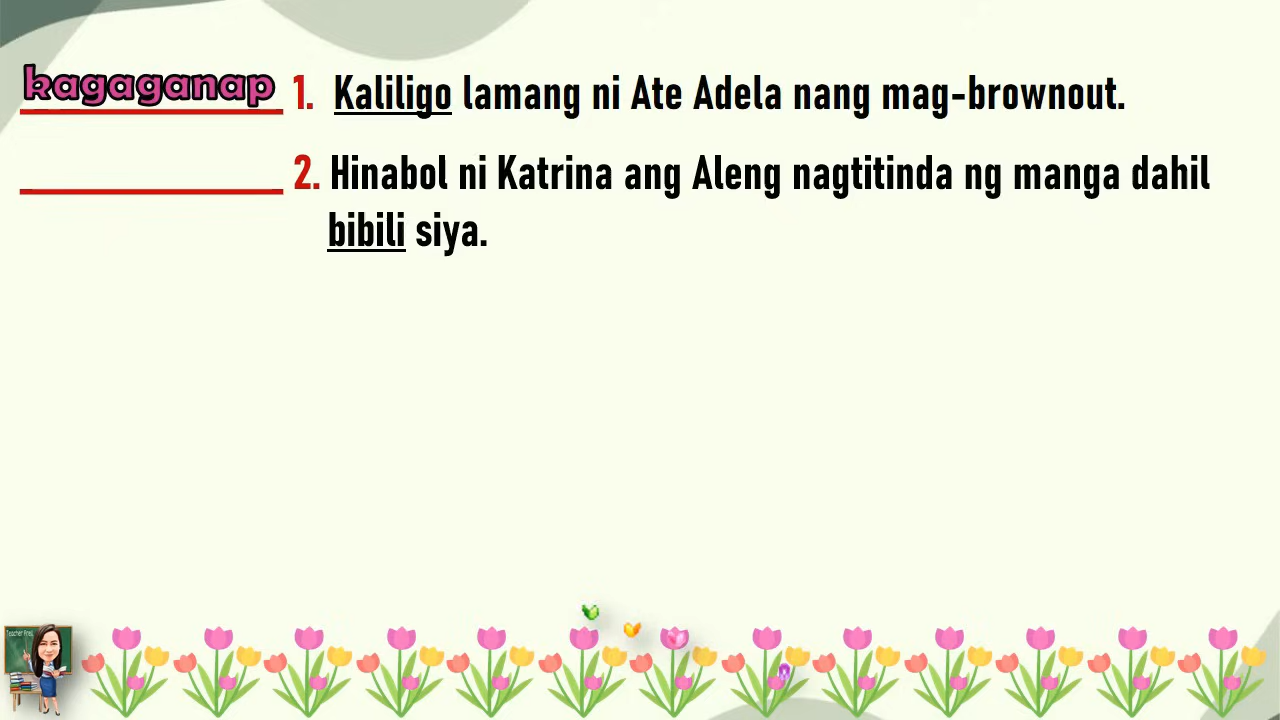 kagaganap 1. Kaliligo lamang ni Ate Adela nang mag-brownout.
2. Hinabol ni Katrina ang Aleng nagtitinda ng manga dahil
bibili siya.